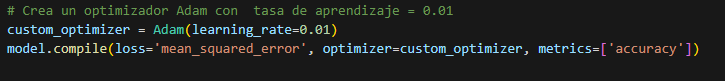 # Crea un optimizador Adam con  tasa de aprendizaje = 0.01
custom_optimizer = Adam(learning_rate=0.01)
model.compile(loss='mean_squared_error', optimizer=custom_optimizer, metrics=['accuracy'])